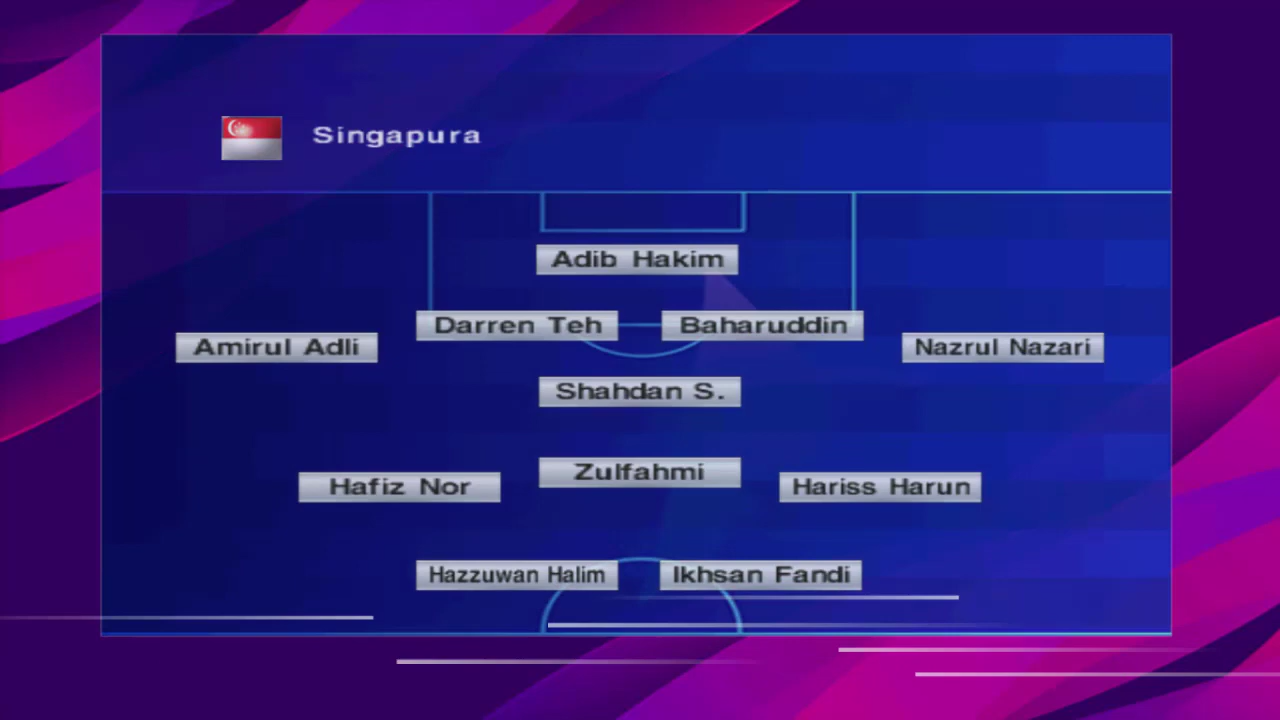 Singapura
Adib Hakim
Darren Teh
Baharuddin
Amirul Adli
Nazrul Nazari
Shahdan S.
Zulfahmi
Hafiz Nor
Hariss Harun
Hazzuwan Halim
Ikhsan Fandi